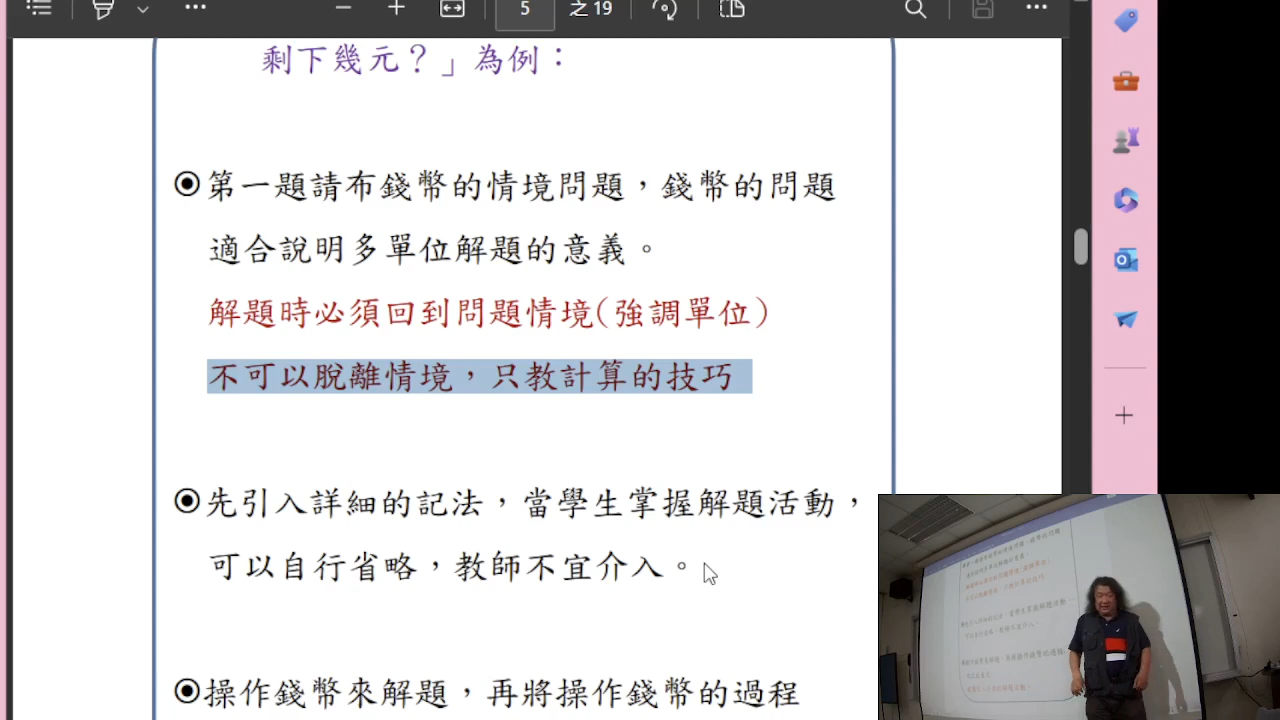 5 之 19
剩下幾元？」為例：
第一題請布錢幣的情境問題，錢幣的問題
適合說明多單位解題的意義。
解題時必須回到問題情境(強調單位)
不可以脫離情境，只教計算的技巧
先引入詳細的記法，當學生掌握解題活動，
可以自行省略，教師不宜介入。
操作錢幣來解題，再將操作錢幣的過程